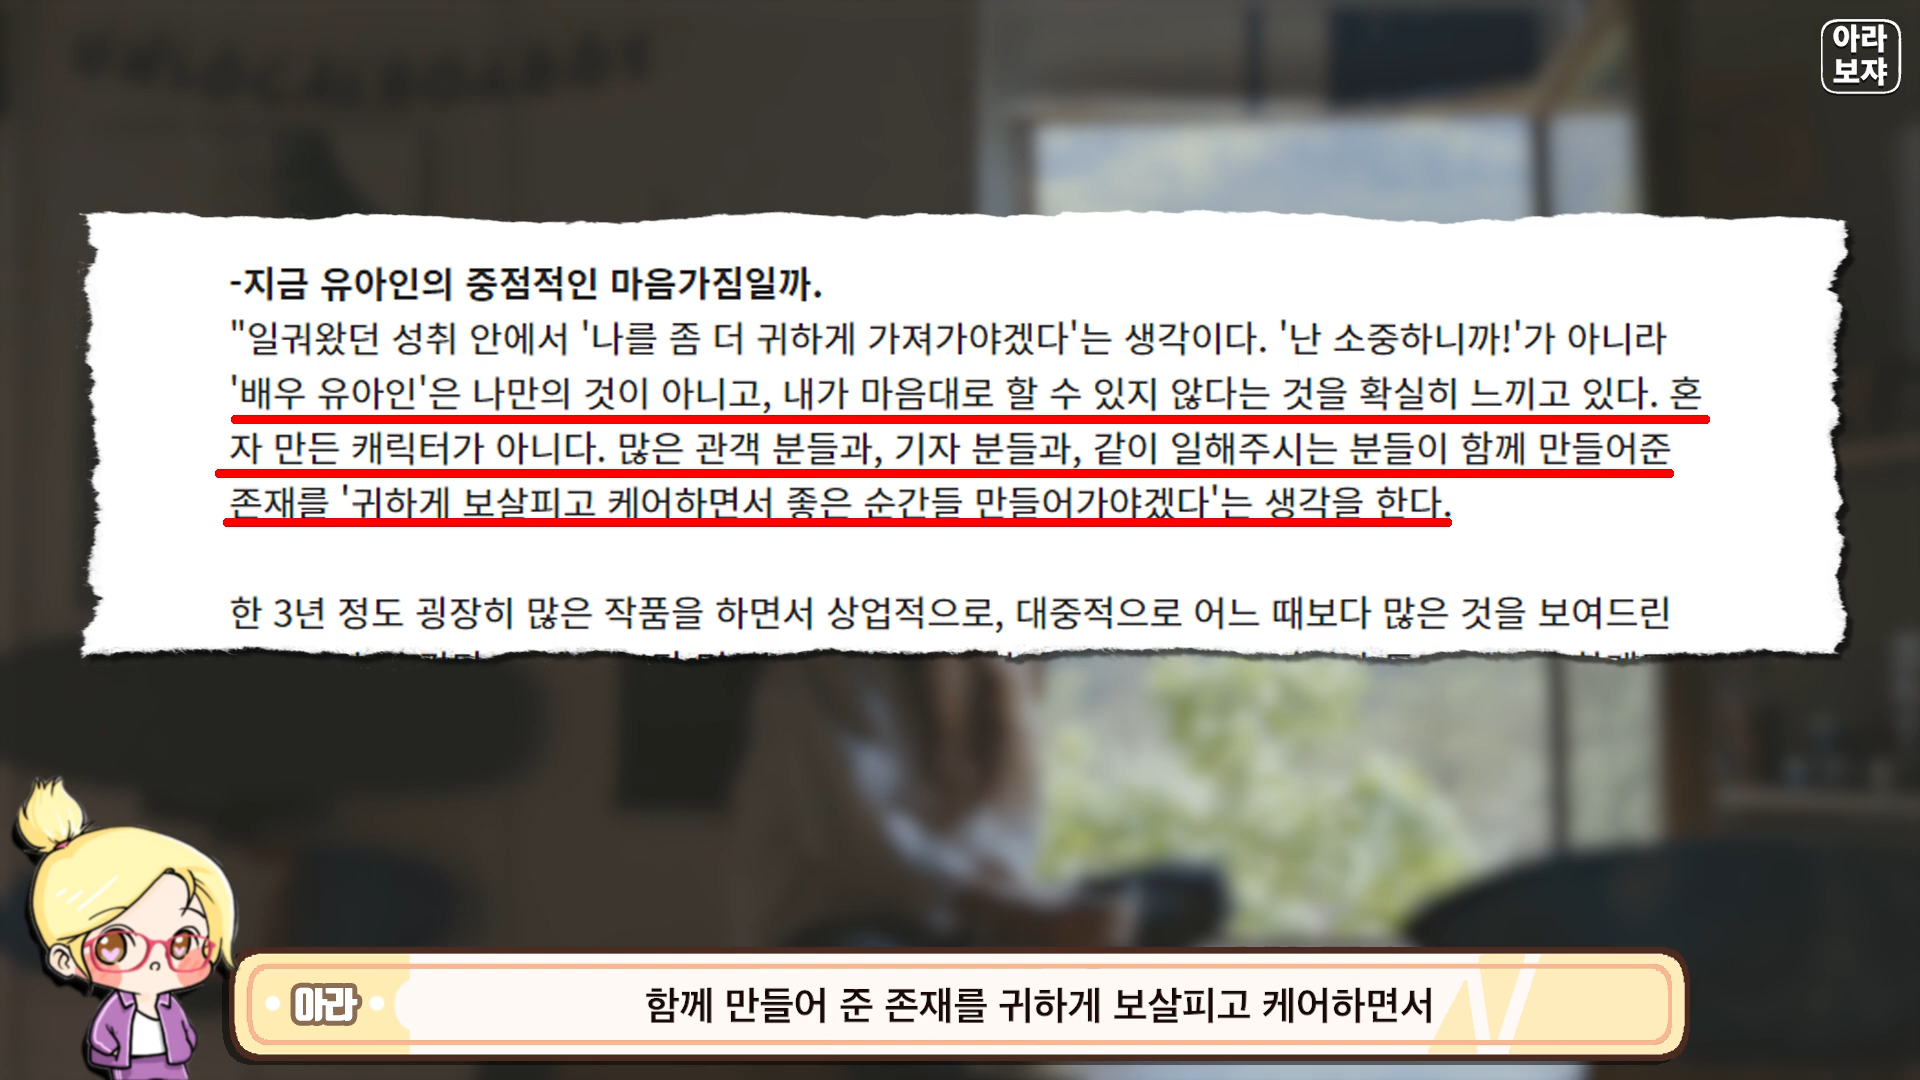 아라
보쟈
-지금 유아인의 중점적인 마음가짐일까.
"일궈왔던 성취 안에서 '나를 좀 더 귀하게 가져가야겠다'는 생각이다. '난 소중하니까!'가 아니라
'배우 유아인'은 나만의 것이 아니고, 내가 마음대로 할 수 있지 않다는 것을 확실히 느끼고 있다. 혼
자 만든 캐릭터가 아니다. 많은 관객 분들과, 기자 분들과, 같이 일해주시는 분들이 함께 만들어준
존재를 '귀하게 보살피고 케어하면서 좋은 순간들 만들어가야겠다'는 생각을 한다.
한 3년 정도 굉장히 많은 작품을 하면서 상업적으로, 대중적으로 어느 때보다 많은 것을 보여드린
아라
함께 만들어 준 존재를 귀하게 보살피고 케어하면서